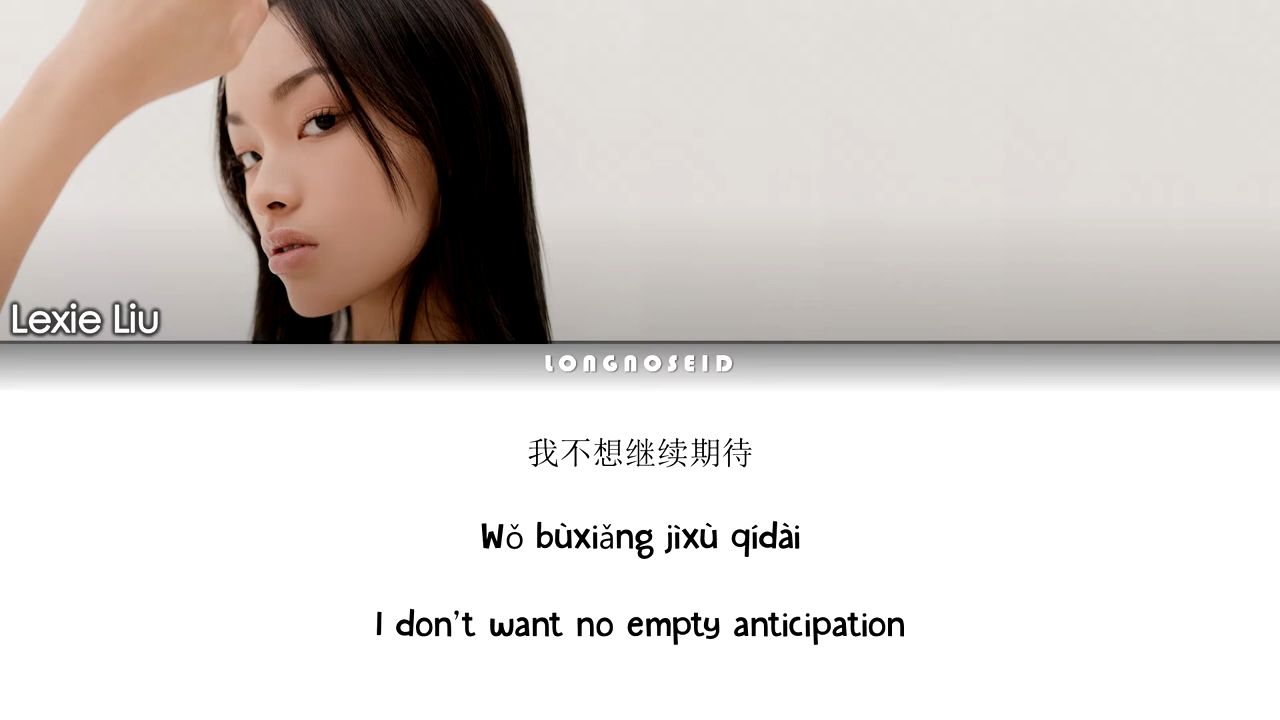 Lexie Liu
LONGNOSEID
我不想继续期待
Wǒ bùxiǎng jìxù qídài
I don't want no empty anticipation